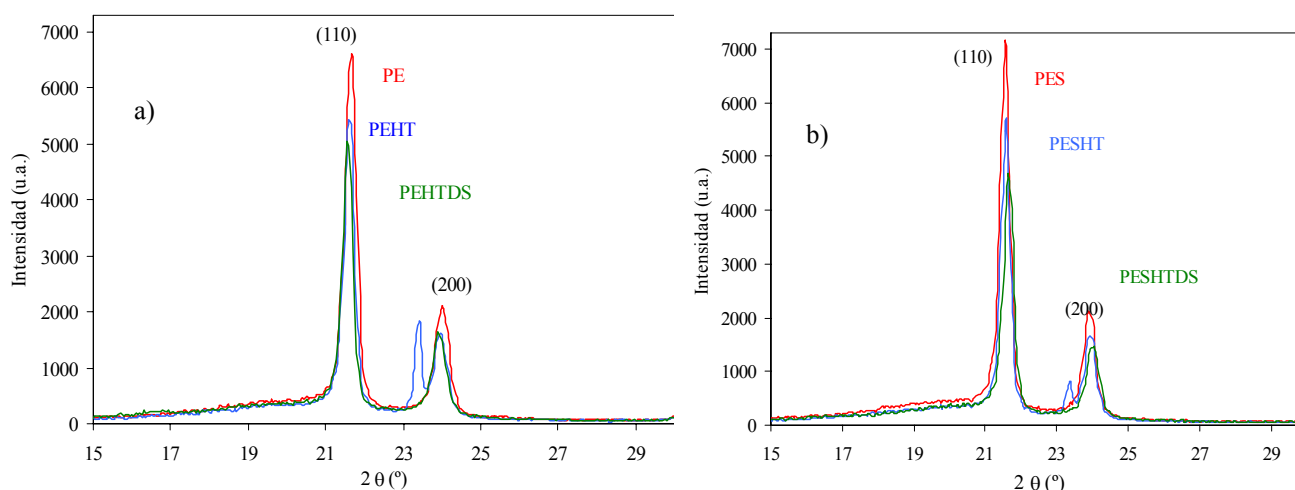 7000
(110)
6000
PE
a)
5000
PEHT
4000
PEHTDS
3000
(200)
2000
1000
0
Intensidad (u.a.)
15 17 19 21 23 25 27 29
2 θ (º)
7000
(110)
PES
6000
b)
PESHT
5000
4000
3000
PESHTDS
(200)
2000
1000
0
Intensidad (u.a.)
15 17 19 21 23 25 27 29
2 θ (º)